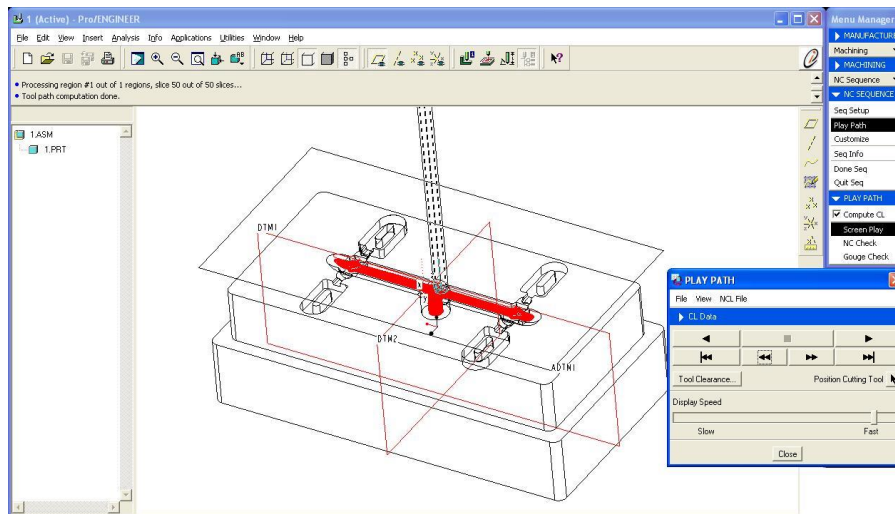 1 (Active) - Pro/ENGINEER
File Edit View Insert Analysis Info Applications Utilities Window Help
• Processing region #1 out of 1 regions, slice 50 out of 50 slices...
• Tool path computation done.
1.ASM
1.PRT
DTM1
DTM2
ADTM1
x
y
Menu Manager
MANUFACTURE
Machining
MACHINING
NC Sequence
NC SEQUENCE
Seq Setup
Play Path
Customize
Seq Info
Done Seq
Quit Seq
PLAY PATH
Compute CL
Screen Play
NC Check
Gouge Check
PLAY PATH
File View NCL File
CL Data
Tool Clearance...
Position Cutting Tool
Display Speed
Slow Fast
Close